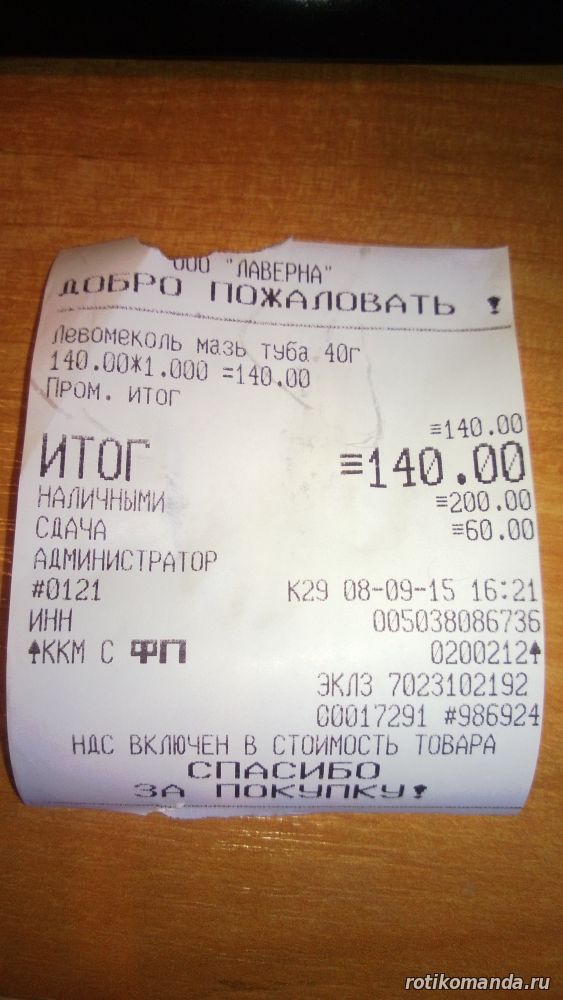 ООО "ЛАВЕРНА"
ДОБРО ПОЖАЛОВАТЬ !
Левомеколь мазь туба 40г
140.00*1.000 =140.00
Пром. итог
≡140.00
ИТОГ ≡140.00
НАЛИЧНЫМИ ≡200.00
СДАЧА ≡60.00
АДМИНИСТРАТОР
#0121 К29 08-09-15 16:21
ИНН 005038086736
ККМ С ФП 0200212
ЭКЛЗ 7023102192
00017291 #986924
НДС ВКЛЮЧЕН В СТОИМОСТЬ ТОВАРА
СПАСИБО
ЗА ПОКУПКУ!
rotikomanda.ru